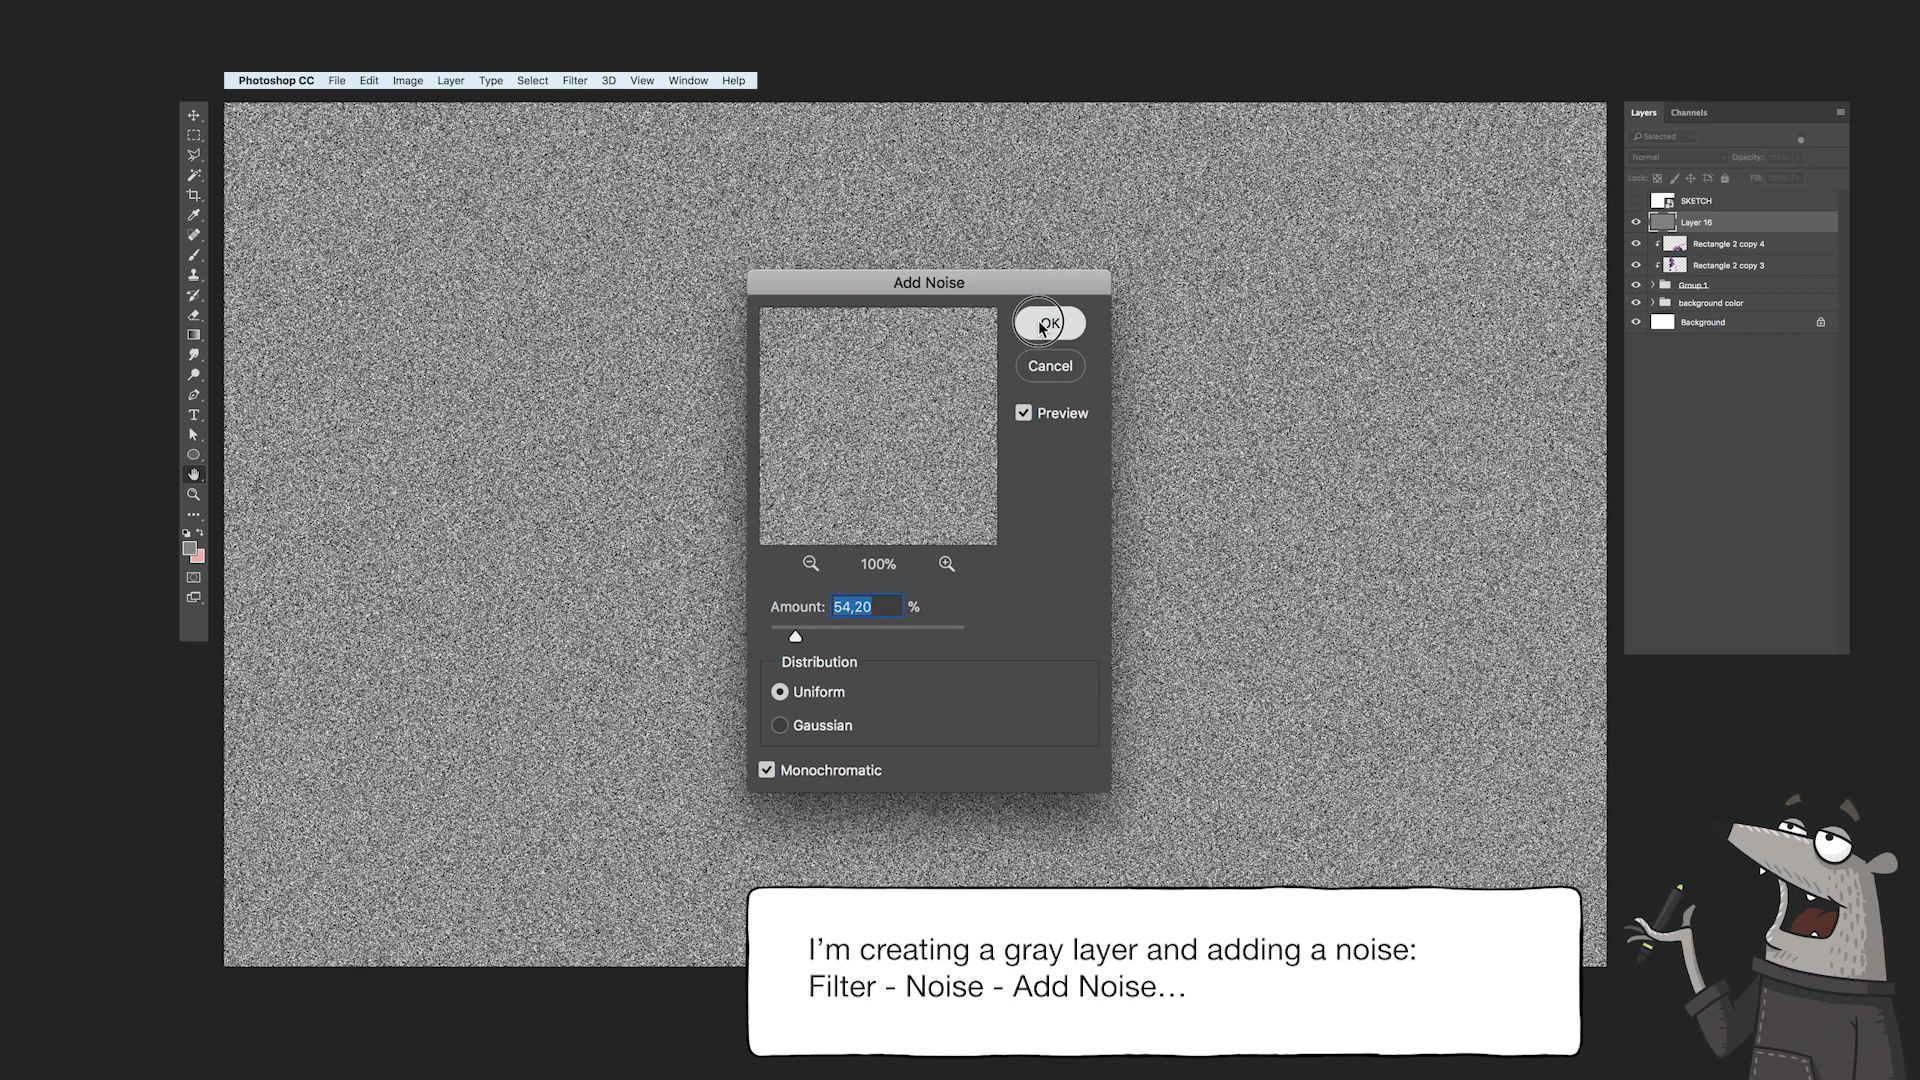 Photoshop CC File Edit Image Layer Type Select Filter 3D View Window Help
Layers Channels
Selected
Normal Opacity: 100%
Lock: Fill: 100%
SKETCH
Layer 16
Rectangle 2 copy 4
Rectangle 2 copy 3
Group 1
background color
Background
Add Noise
OK
Cancel
Preview
100%
Amount: 54,20 %
Distribution
Uniform
Gaussian
Monochromatic
I'm creating a gray layer and adding a noise:
Filter - Noise - Add Noise...